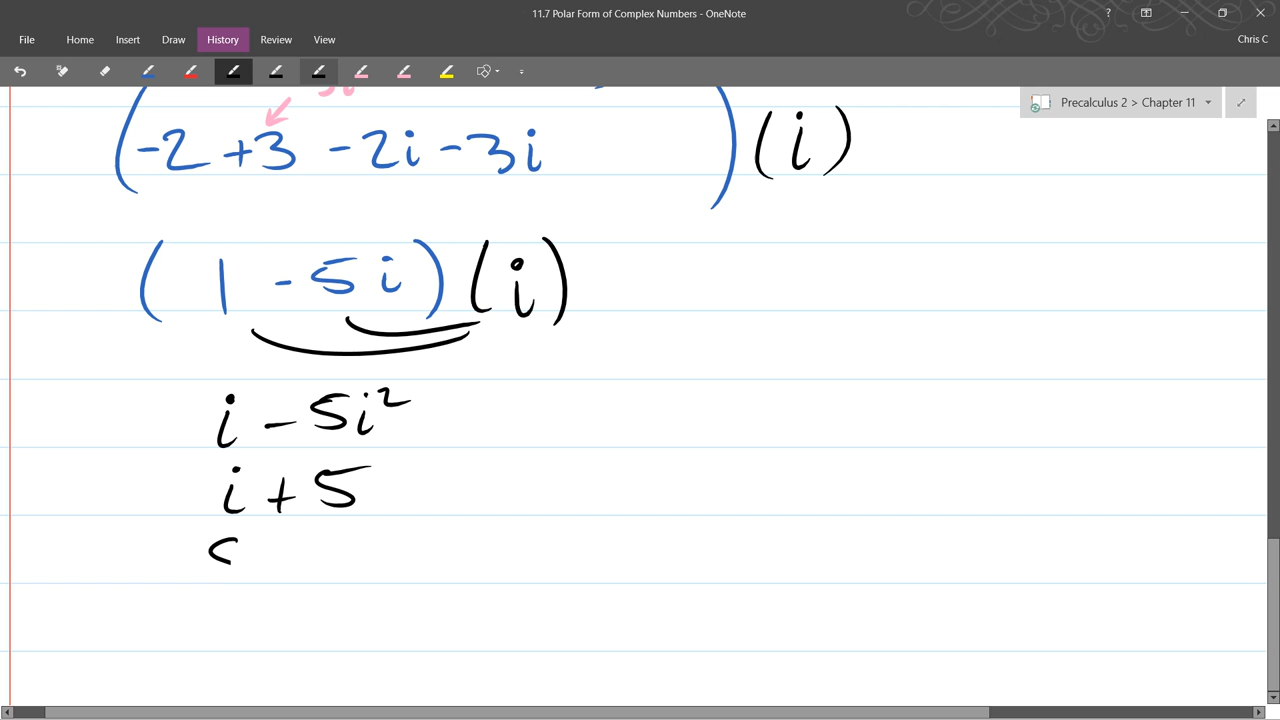 11.7 Polar Form of Complex Numbers - OneNote
File Home Insert Draw History Review View Chris C
Precalculus 2 > Chapter 11
(-2 +3 -2i -3i) (i)
(1 - 5i)(i)
i - 5i²
i + 5